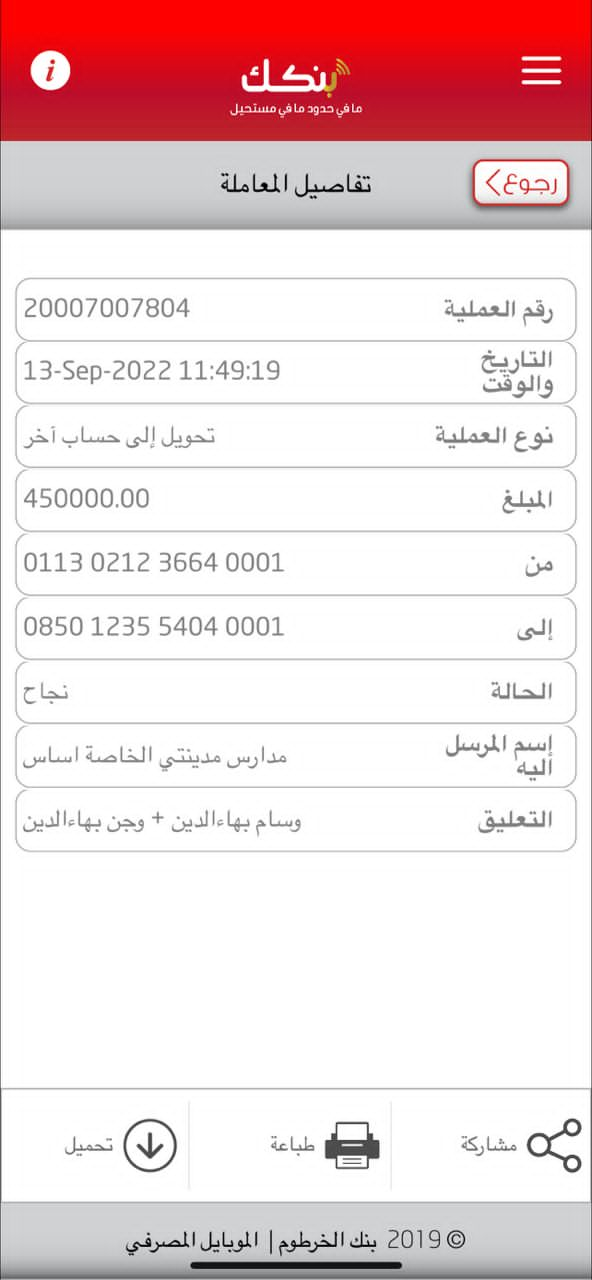 بنكك
ما في حدود ما في مستحيل
رجوع
تفاصيل المعاملة
رقم العملية 20007007804
التاريخ والوقت 13-Sep-2022 11:49:19
نوع العملية تحويل إلى حساب آخر
المبلغ 450000.00
من 0113 0212 3664 0001
إلى 0850 1235 5404 0001
الحالة نجاح
إسم المرسل اليه مدارس مدينتي الخاصة اساس
التعليق وسام بهاءالدين + وجن بهاءالدين
مشاركة
طباعة
تحميل
© 2019 بنك الخرطوم | الموبايل المصرفي